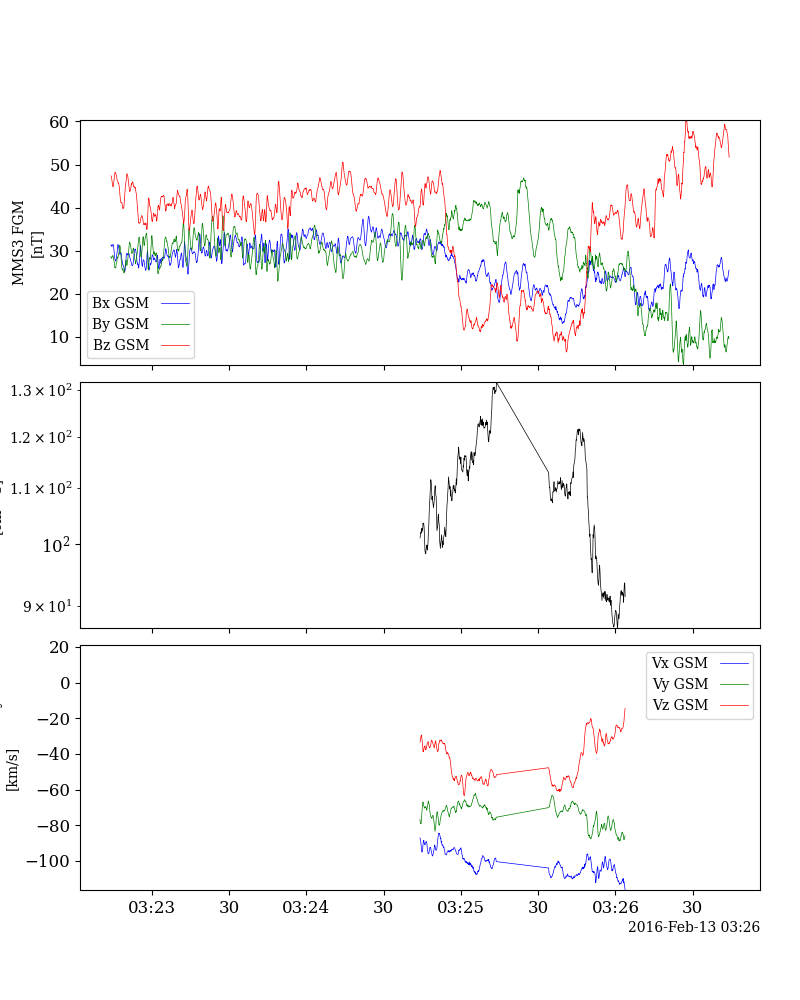 60
50
40
30
20
10
MMS3 FGM
[nT]
Bx GSM
By GSM
Bz GSM
1.3 × 10²
1.2 × 10²
1.1 × 10²
10²
9 × 10¹
20
0
−20
−40
−60
−80
−100
[km/s]
Vx GSM
Vy GSM
Vz GSM
03:23 30 03:24 30 03:25 30 03:26 30
2016-Feb-13 03:26